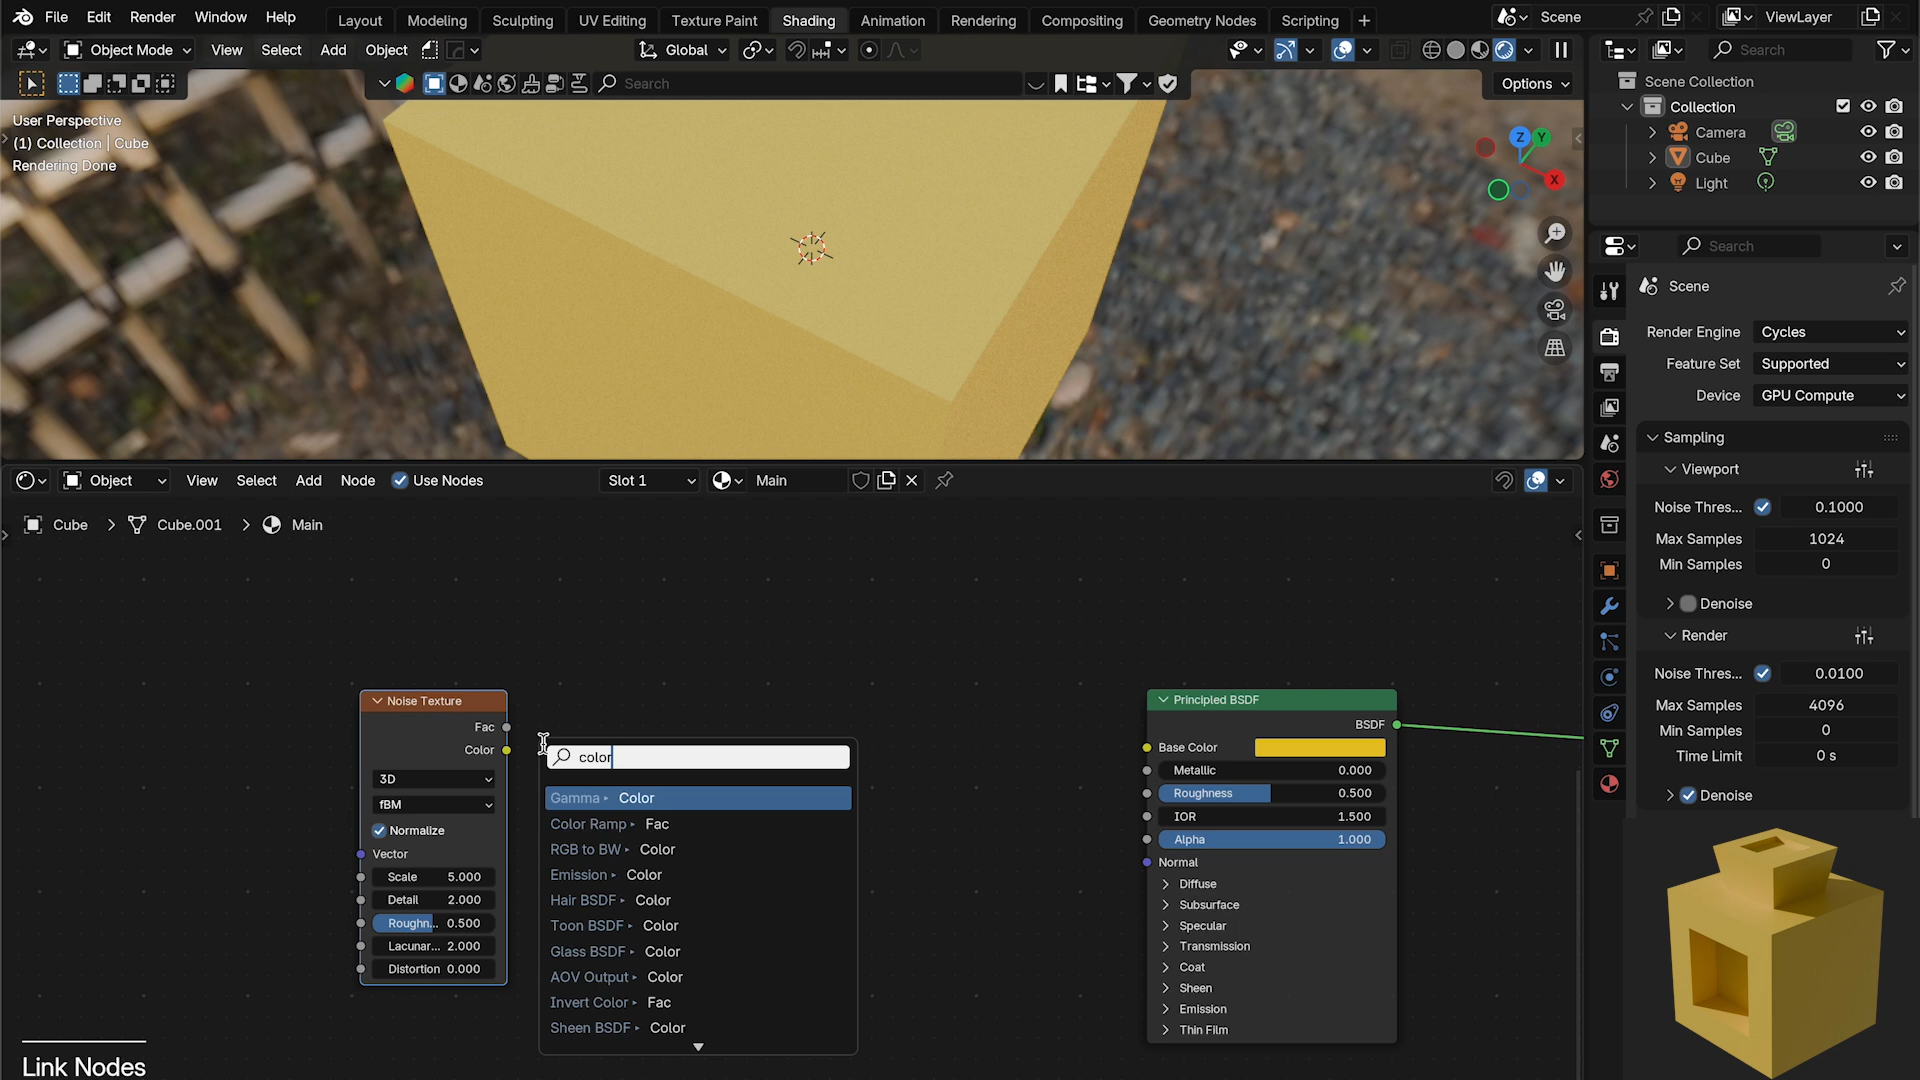 File Edit Render Window Help Layout Modeling Sculpting UV Editing Texture Paint Shading Animation Rendering Compositing Geometry Nodes Scripting + Scene ViewLayer
Object Mode View Select Add Object Global Search
Search Options
User Perspective
(1) Collection | Cube
Rendering Done
Z
Y
X
Scene Collection
Collection
Camera
Cube
Light
Search
Scene
Render Engine Cycles
Feature Set Supported
Device GPU Compute
Sampling
Viewport
Noise Thres... 0.1000
Max Samples 1024
Min Samples 0
Denoise
Render
Noise Thres... 0.0100
Max Samples 4096
Min Samples 0
Time Limit 0 s
Denoise
Object View Select Add Node Use Nodes Slot 1 Main
Cube > Cube.001 > Main
Noise Texture
Fac
Color
3D
fBM
Normalize
Vector
Scale 5.000
Detail 2.000
Roughn... 0.500
Lacunar... 2.000
Distortion 0.000
color
Gamma ▸ Color
Color Ramp ▸ Fac
RGB to BW ▸ Color
Emission ▸ Color
Hair BSDF ▸ Color
Toon BSDF ▸ Color
Glass BSDF ▸ Color
AOV Output ▸ Color
Invert Color ▸ Fac
Sheen BSDF ▸ Color
Principled BSDF
BSDF
Base Color
Metallic 0.000
Roughness 0.500
IOR 1.500
Alpha 1.000
Normal
Diffuse
Subsurface
Specular
Transmission
Coat
Sheen
Emission
Thin Film
Link Nodes